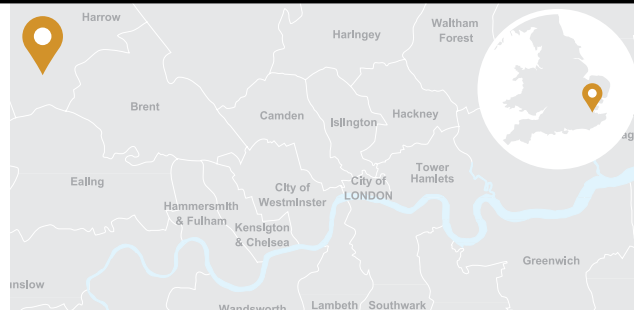 Harrow
Haringey
Waltham
Forest
Brent
Camden
Islington
Hackney
Ealing
Hammersmith
& Fulham
Kensigton
& Chelsea
City of
Westminster
City of
LONDON
Tower
Hamlets
Greenwich
unslow
Wandsworth
Lambeth
Southwark